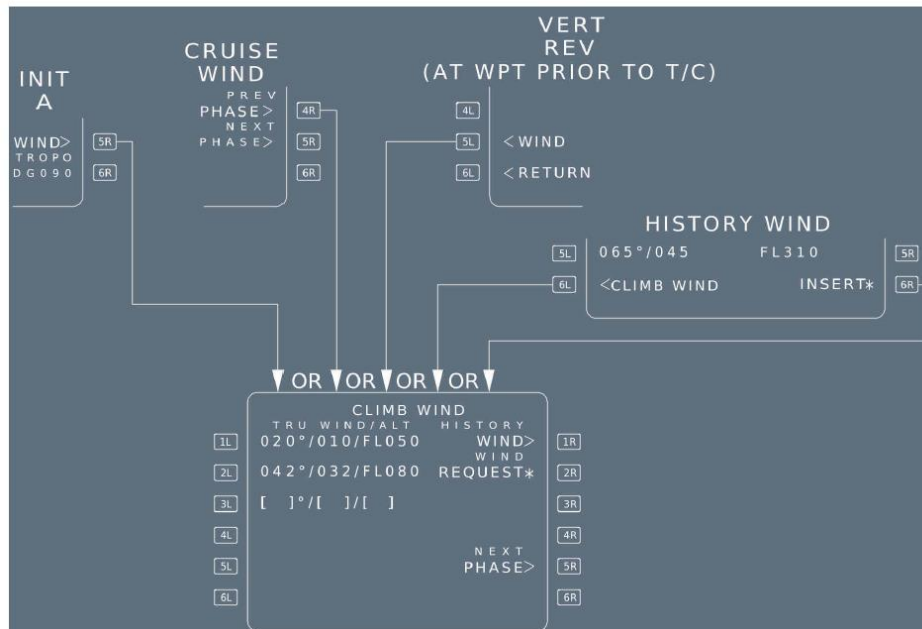 INIT
A
WIND>
TROPO
DG090
5R
6R
CRUISE
WIND
PREV
PHASE>
NEXT
PHASE>
4R
5R
6R
VERT
REV
(AT WPT PRIOR TO T/C)
4L
5L <WIND
6L <RETURN
HISTORY WIND
5L 065°/045 FL310 5R
6L <CLIMB WIND INSERT* 6R
OR OR OR OR
CLIMB WIND
TRU WIND/ALT HISTORY
1L 020°/010/FL050 WIND> 1R
WIND
2L 042°/032/FL080 REQUEST* 2R
3L [ ]°/[ ]/[ ] 3R
4L 4R
NEXT
5L PHASE> 5R
6L 6R